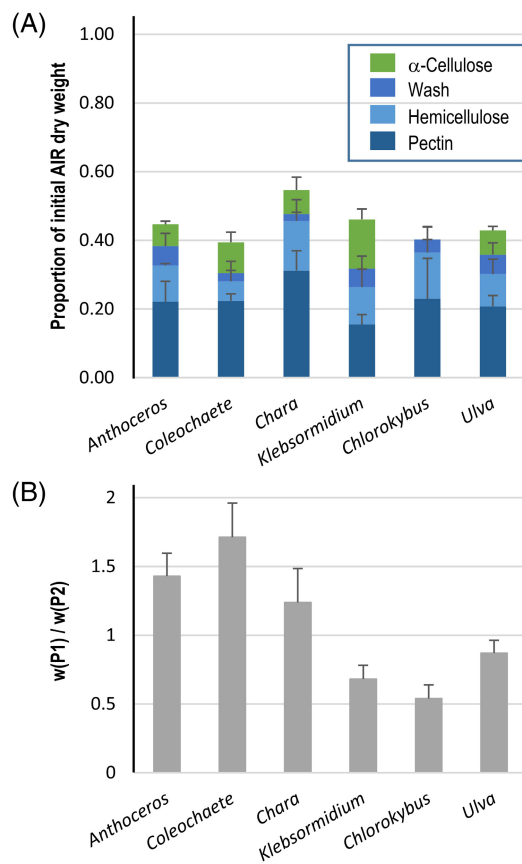 (A)
Proportion of initial AIR dry weight
1.00
0.80
0.60
0.40
0.20
0.00
α-Cellulose
Wash
Hemicellulose
Pectin
Anthoceros
Coleochaete
Chara
Klebsormidium
Chlorokybus
Ulva
(B)
w(P1) / w(P2)
2
1.5
1
0.5
0
Anthoceros
Coleochaete
Chara
Klebsormidium
Chlorokybus
Ulva